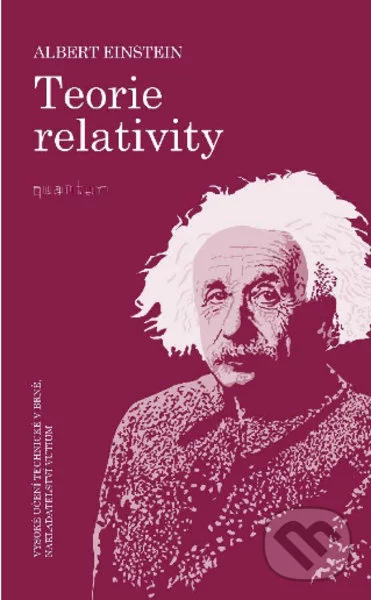 ALBERT EINSTEIN
Teorie
relativity
quantum
VYSOKÉ UČENÍ TECHNICKÉ V BRNĚ,
NAKLADATELSTVÍ VUTIUM